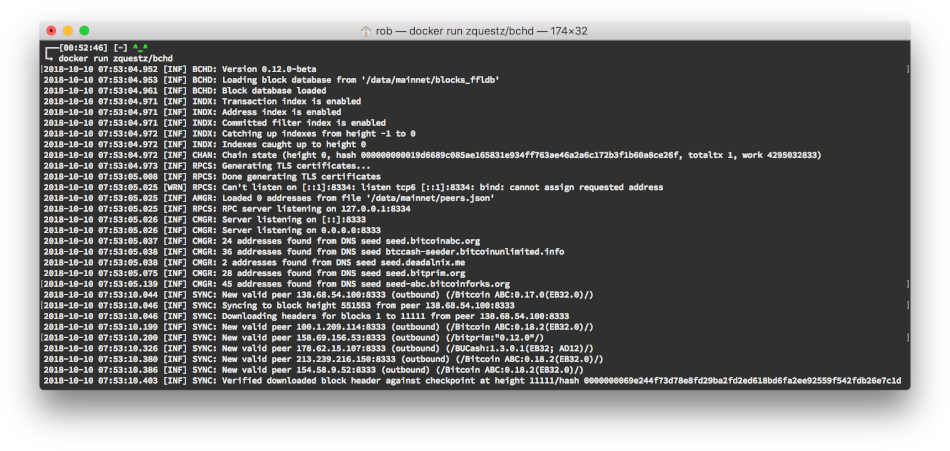 rob — docker run zquestz/bchd — 174×32
┌──[00:52:46] [~] ^_^
└→ docker run zquestz/bchd
[2018-10-10 07:53:04.952 [INF] BCHD: Version 0.12.0-beta ]
2018-10-10 07:53:04.953 [INF] BCHD: Loading block database from '/data/mainnet/blocks_ffldb'
2018-10-10 07:53:04.961 [INF] BCHD: Block database loaded
2018-10-10 07:53:04.971 [INF] INDX: Transaction index is enabled
2018-10-10 07:53:04.971 [INF] INDX: Address index is enabled
2018-10-10 07:53:04.971 [INF] INDX: Committed filter index is enabled
2018-10-10 07:53:04.972 [INF] INDX: Catching up indexes from height -1 to 0
2018-10-10 07:53:04.972 [INF] INDX: Indexes caught up to height 0
2018-10-10 07:53:04.972 [INF] CHAN: Chain state (height 0, hash 000000000019d6689c085ae165831e934ff763ae46a2a6c172b3f1b60a8ce26f, totaltx 1, work 4295032833)
2018-10-10 07:53:04.973 [INF] RPCS: Generating TLS certificates...
2018-10-10 07:53:05.008 [INF] RPCS: Done generating TLS certificates
2018-10-10 07:53:05.025 [WRN] RPCS: Can't listen on [::1]:8334: listen tcp6 [::1]:8334: bind: cannot assign requested address
2018-10-10 07:53:05.025 [INF] AMGR: Loaded 0 addresses from file '/data/mainnet/peers.json'
2018-10-10 07:53:05.025 [INF] RPCS: RPC server listening on 127.0.0.1:8334
2018-10-10 07:53:05.026 [INF] CMGR: Server listening on [::]:8333
2018-10-10 07:53:05.026 [INF] CMGR: Server listening on 0.0.0.0:8333
2018-10-10 07:53:05.037 [INF] CMGR: 24 addresses found from DNS seed seed.bitcoinabc.org
2018-10-10 07:53:05.038 [INF] CMGR: 36 addresses found from DNS seed btccash-seeder.bitcoinunlimited.info
2018-10-10 07:53:05.038 [INF] CMGR: 2 addresses found from DNS seed seed.deadalnix.me
2018-10-10 07:53:05.075 [INF] CMGR: 28 addresses found from DNS seed seed.bitprim.org
[2018-10-10 07:53:05.139 [INF] CMGR: 45 addresses found from DNS seed seed-abc.bitcoinforks.org ]
2018-10-10 07:53:10.044 [INF] SYNC: New valid peer 138.68.54.100:8333 (outbound) (/Bitcoin ABC:0.17.0(EB32.0)/)
[2018-10-10 07:53:10.046 [INF] SYNC: Syncing to block height 551553 from peer 138.68.54.100:8333 ]
2018-10-10 07:53:10.046 [INF] SYNC: Downloading headers for blocks 1 to 11111 from peer 138.68.54.100:8333
2018-10-10 07:53:10.199 [INF] SYNC: New valid peer 100.1.209.114:8333 (outbound) (/Bitcoin ABC:0.18.2(EB32.0)/)
[2018-10-10 07:53:10.200 [INF] SYNC: New valid peer 158.69.156.53:8333 (outbound) (/bitprim:"0.12.0"/) ]
2018-10-10 07:53:10.326 [INF] SYNC: New valid peer 178.62.15.107:8333 (outbound) (/BUCash:1.3.0.1(EB32; AD12)/)
2018-10-10 07:53:10.380 [INF] SYNC: New valid peer 213.239.216.150:8333 (outbound) (/Bitcoin ABC:0.18.2(EB32.0)/)
2018-10-10 07:53:10.386 [INF] SYNC: New valid peer 154.58.9.52:8333 (outbound) (/Bitcoin ABC:0.18.2(EB32.0)/)
2018-10-10 07:53:10.403 [INF] SYNC: Verified downloaded block header against checkpoint at height 11111/hash 0000000069e244f73d78e8fd29ba2fd2ed618bd6fa2ee92559f542fdb26e7c1d